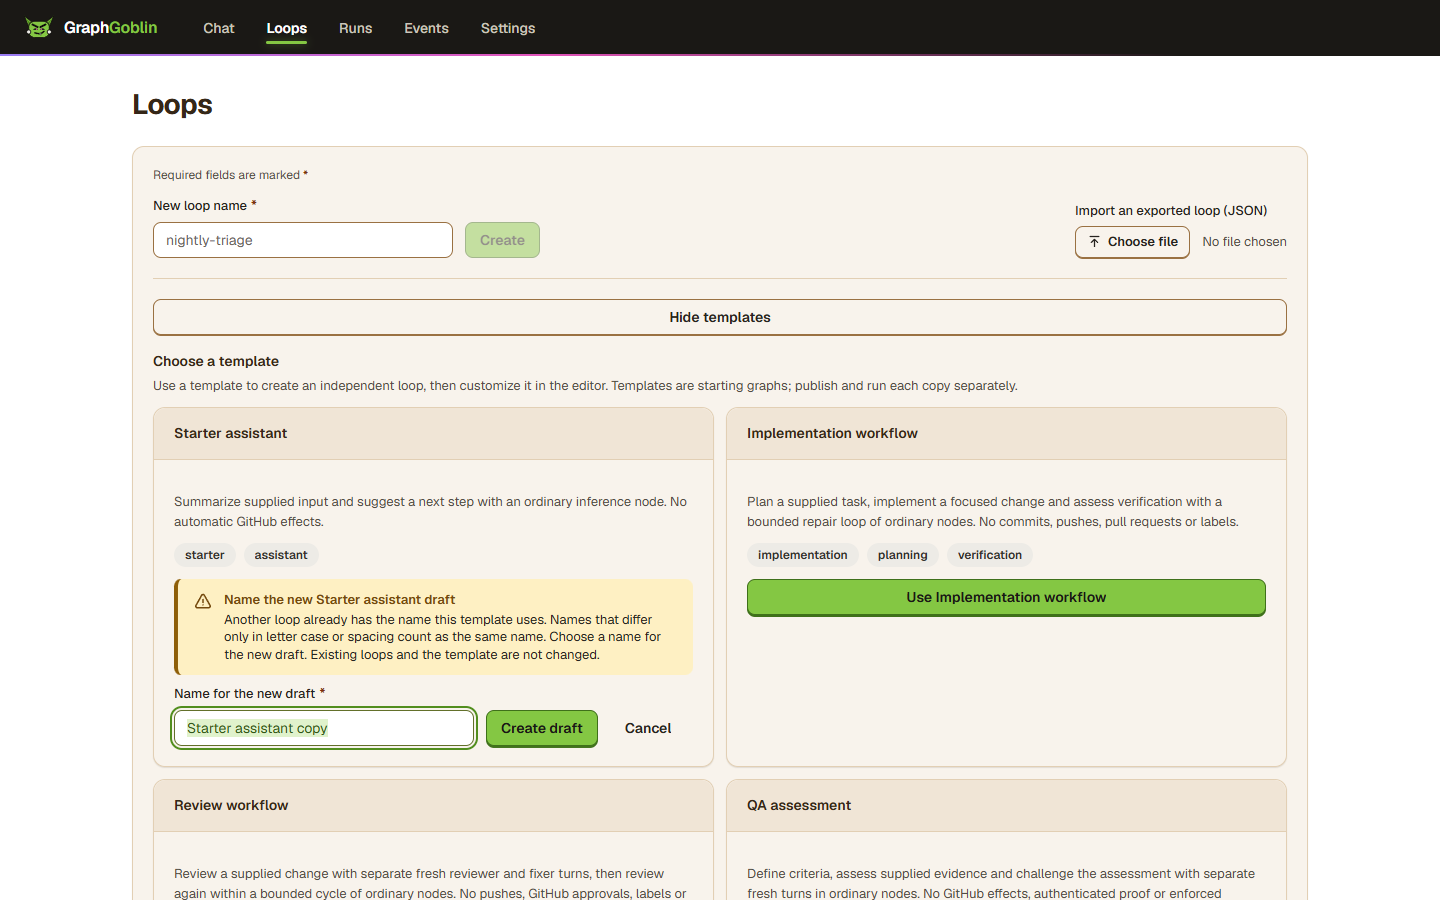 GraphGoblin
Chat
Loops
Runs
Events
Settings
Loops
Required fields are marked *
New loop name *
nightly-triage
Create
Import an exported loop (JSON)
Choose file
No file chosen
Hide templates
Choose a template
Use a template to create an independent loop, then customize it in the editor. Templates are starting graphs; publish and run each copy separately.
Starter assistant
Summarize supplied input and suggest a next step with an ordinary inference node. No
automatic GitHub effects.
starter
assistant
Name the new Starter assistant draft
Another loop already has the name this template uses. Names that differ
only in letter case or spacing count as the same name. Choose a name for
the new draft. Existing loops and the template are not changed.
Name for the new draft *
Starter assistant copy
Create draft
Cancel
Implementation workflow
Plan a supplied task, implement a focused change and assess verification with a
bounded repair loop of ordinary nodes. No commits, pushes, pull requests or labels.
implementation
planning
verification
Use Implementation workflow
Review workflow
Review a supplied change with separate fresh reviewer and fixer turns, then review
again within a bounded cycle of ordinary nodes. No pushes, GitHub approvals, labels or
QA assessment
Define criteria, assess supplied evidence and challenge the assessment with separate
fresh turns in ordinary nodes. No GitHub effects, authenticated proof or enforced